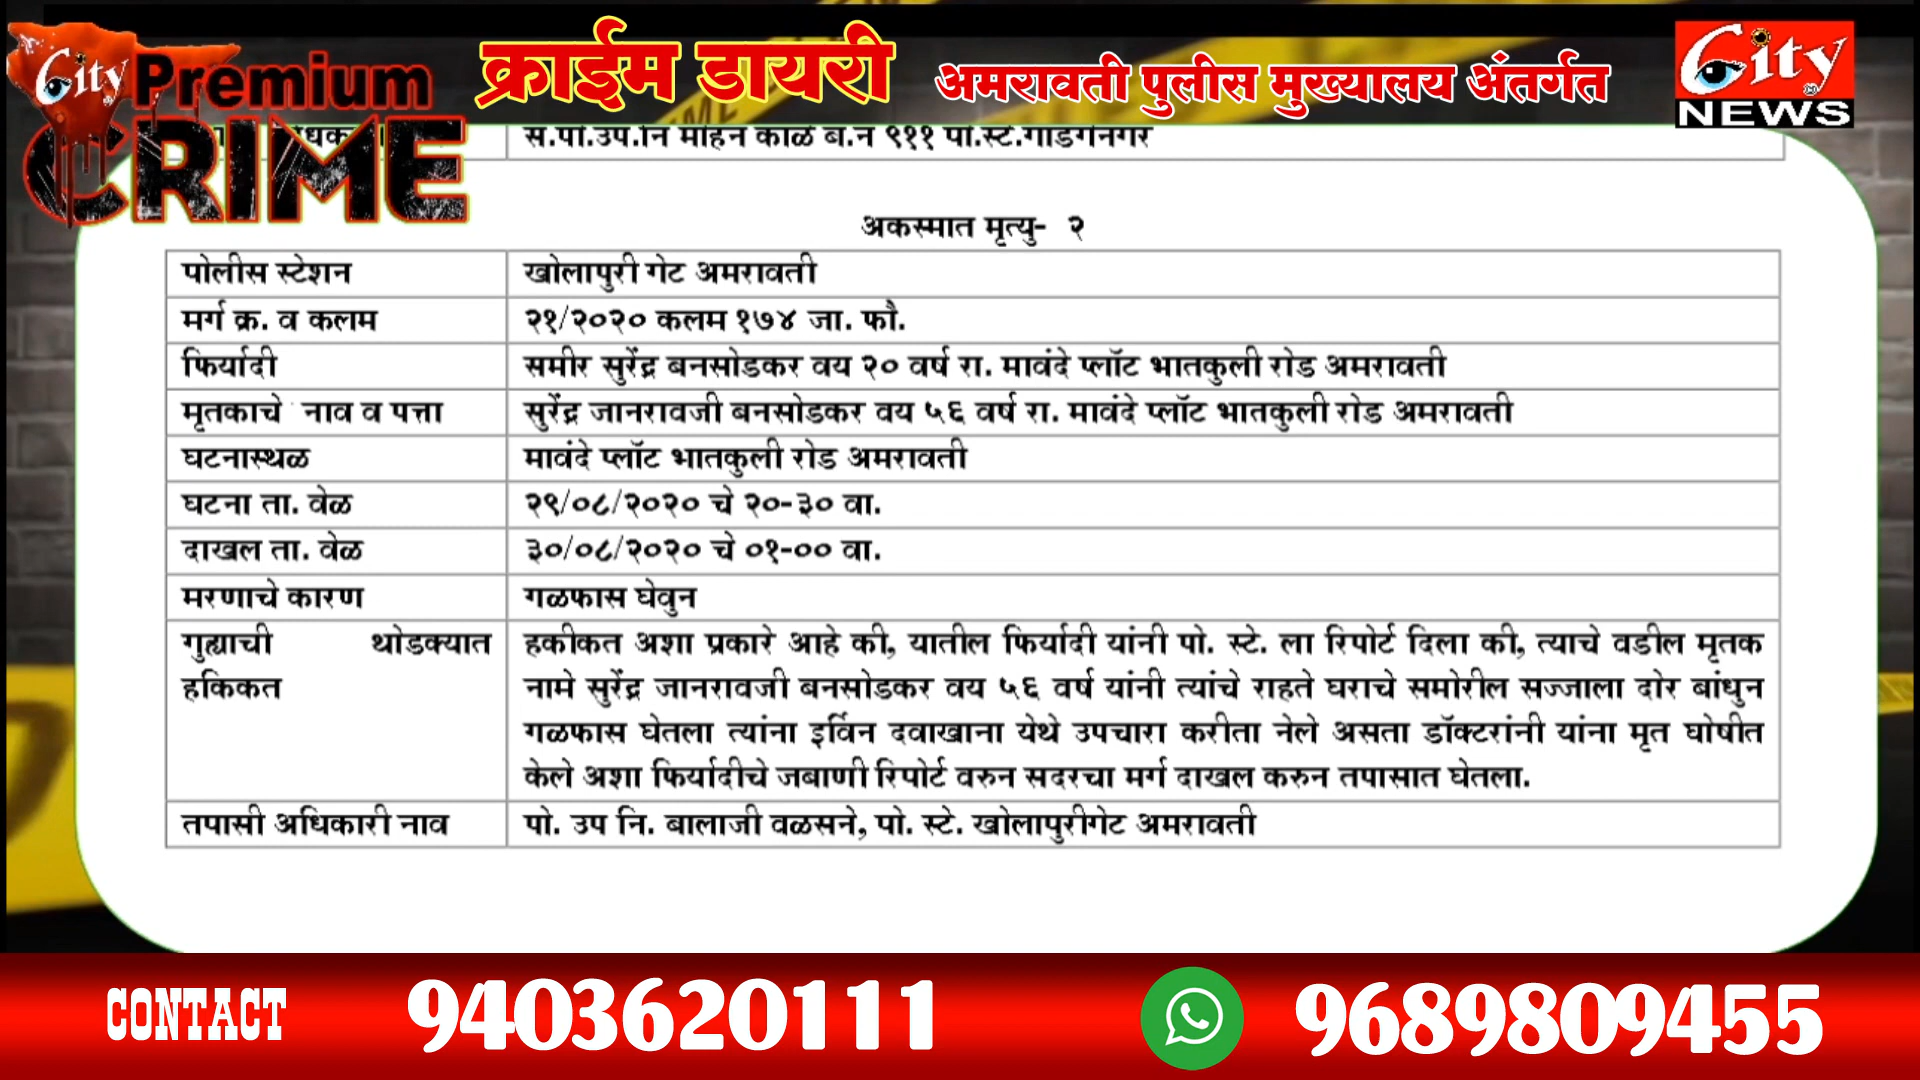 City Premium
CRIME
क्राईम डायरी अमरावती पुलीस मुख्यालय अंतर्गत
City
NEWS
स.पो.उप.नि मोहन काळे ब.न ९११ पो.स्टे.गाडगेनगर
अकस्मात मृत्यु- २
पोलीस स्टेशन खोलापुरी गेट अमरावती
मर्ग क्र. व कलम २१/२०२० कलम १७४ जा. फौ.
फिर्यादी समीर सुरेंद्र बनसोडकर वय २० वर्ष रा. मावंदे प्लॉट भातकुली रोड अमरावती
मृतकाचे नाव व पत्ता सुरेंद्र जानरावजी बनसोडकर वय ५६ वर्ष रा. मावंदे प्लॉट भातकुली रोड अमरावती
घटनास्थळ मावंदे प्लॉट भातकुली रोड अमरावती
घटना ता. वेळ २९/०८/२०२० चे २०-३० वा.
दाखल ता. वेळ ३०/०८/२०२० चे ०१-०० वा.
मरणाचे कारण गळफास घेवुन
गुह्याची थोडक्यात हकीकत अशा प्रकारे आहे की, यातील फिर्यादी यांनी पो. स्टे. ला रिपोर्ट दिला की, त्याचे वडील मृतक
हकिकत नामे सुरेंद्र जानरावजी बनसोडकर वय ५६ वर्ष यांनी त्यांचे राहते घराचे समोरील सज्जाला दोर बांधुन
गळफास घेतला त्यांना इर्विन दवाखाना येथे उपचारा करीता नेले असता डॉक्टरांनी यांना मृत घोषीत
केले अशा फिर्यादीचे जबाणी रिपोर्ट वरुन सदरचा मर्ग दाखल करुन तपासात घेतला.
तपासी अधिकारी नाव पो. उप नि. बालाजी वळसने, पो. स्टे. खोलापुरीगेट अमरावती
CONTACT 9403620111 9689809455